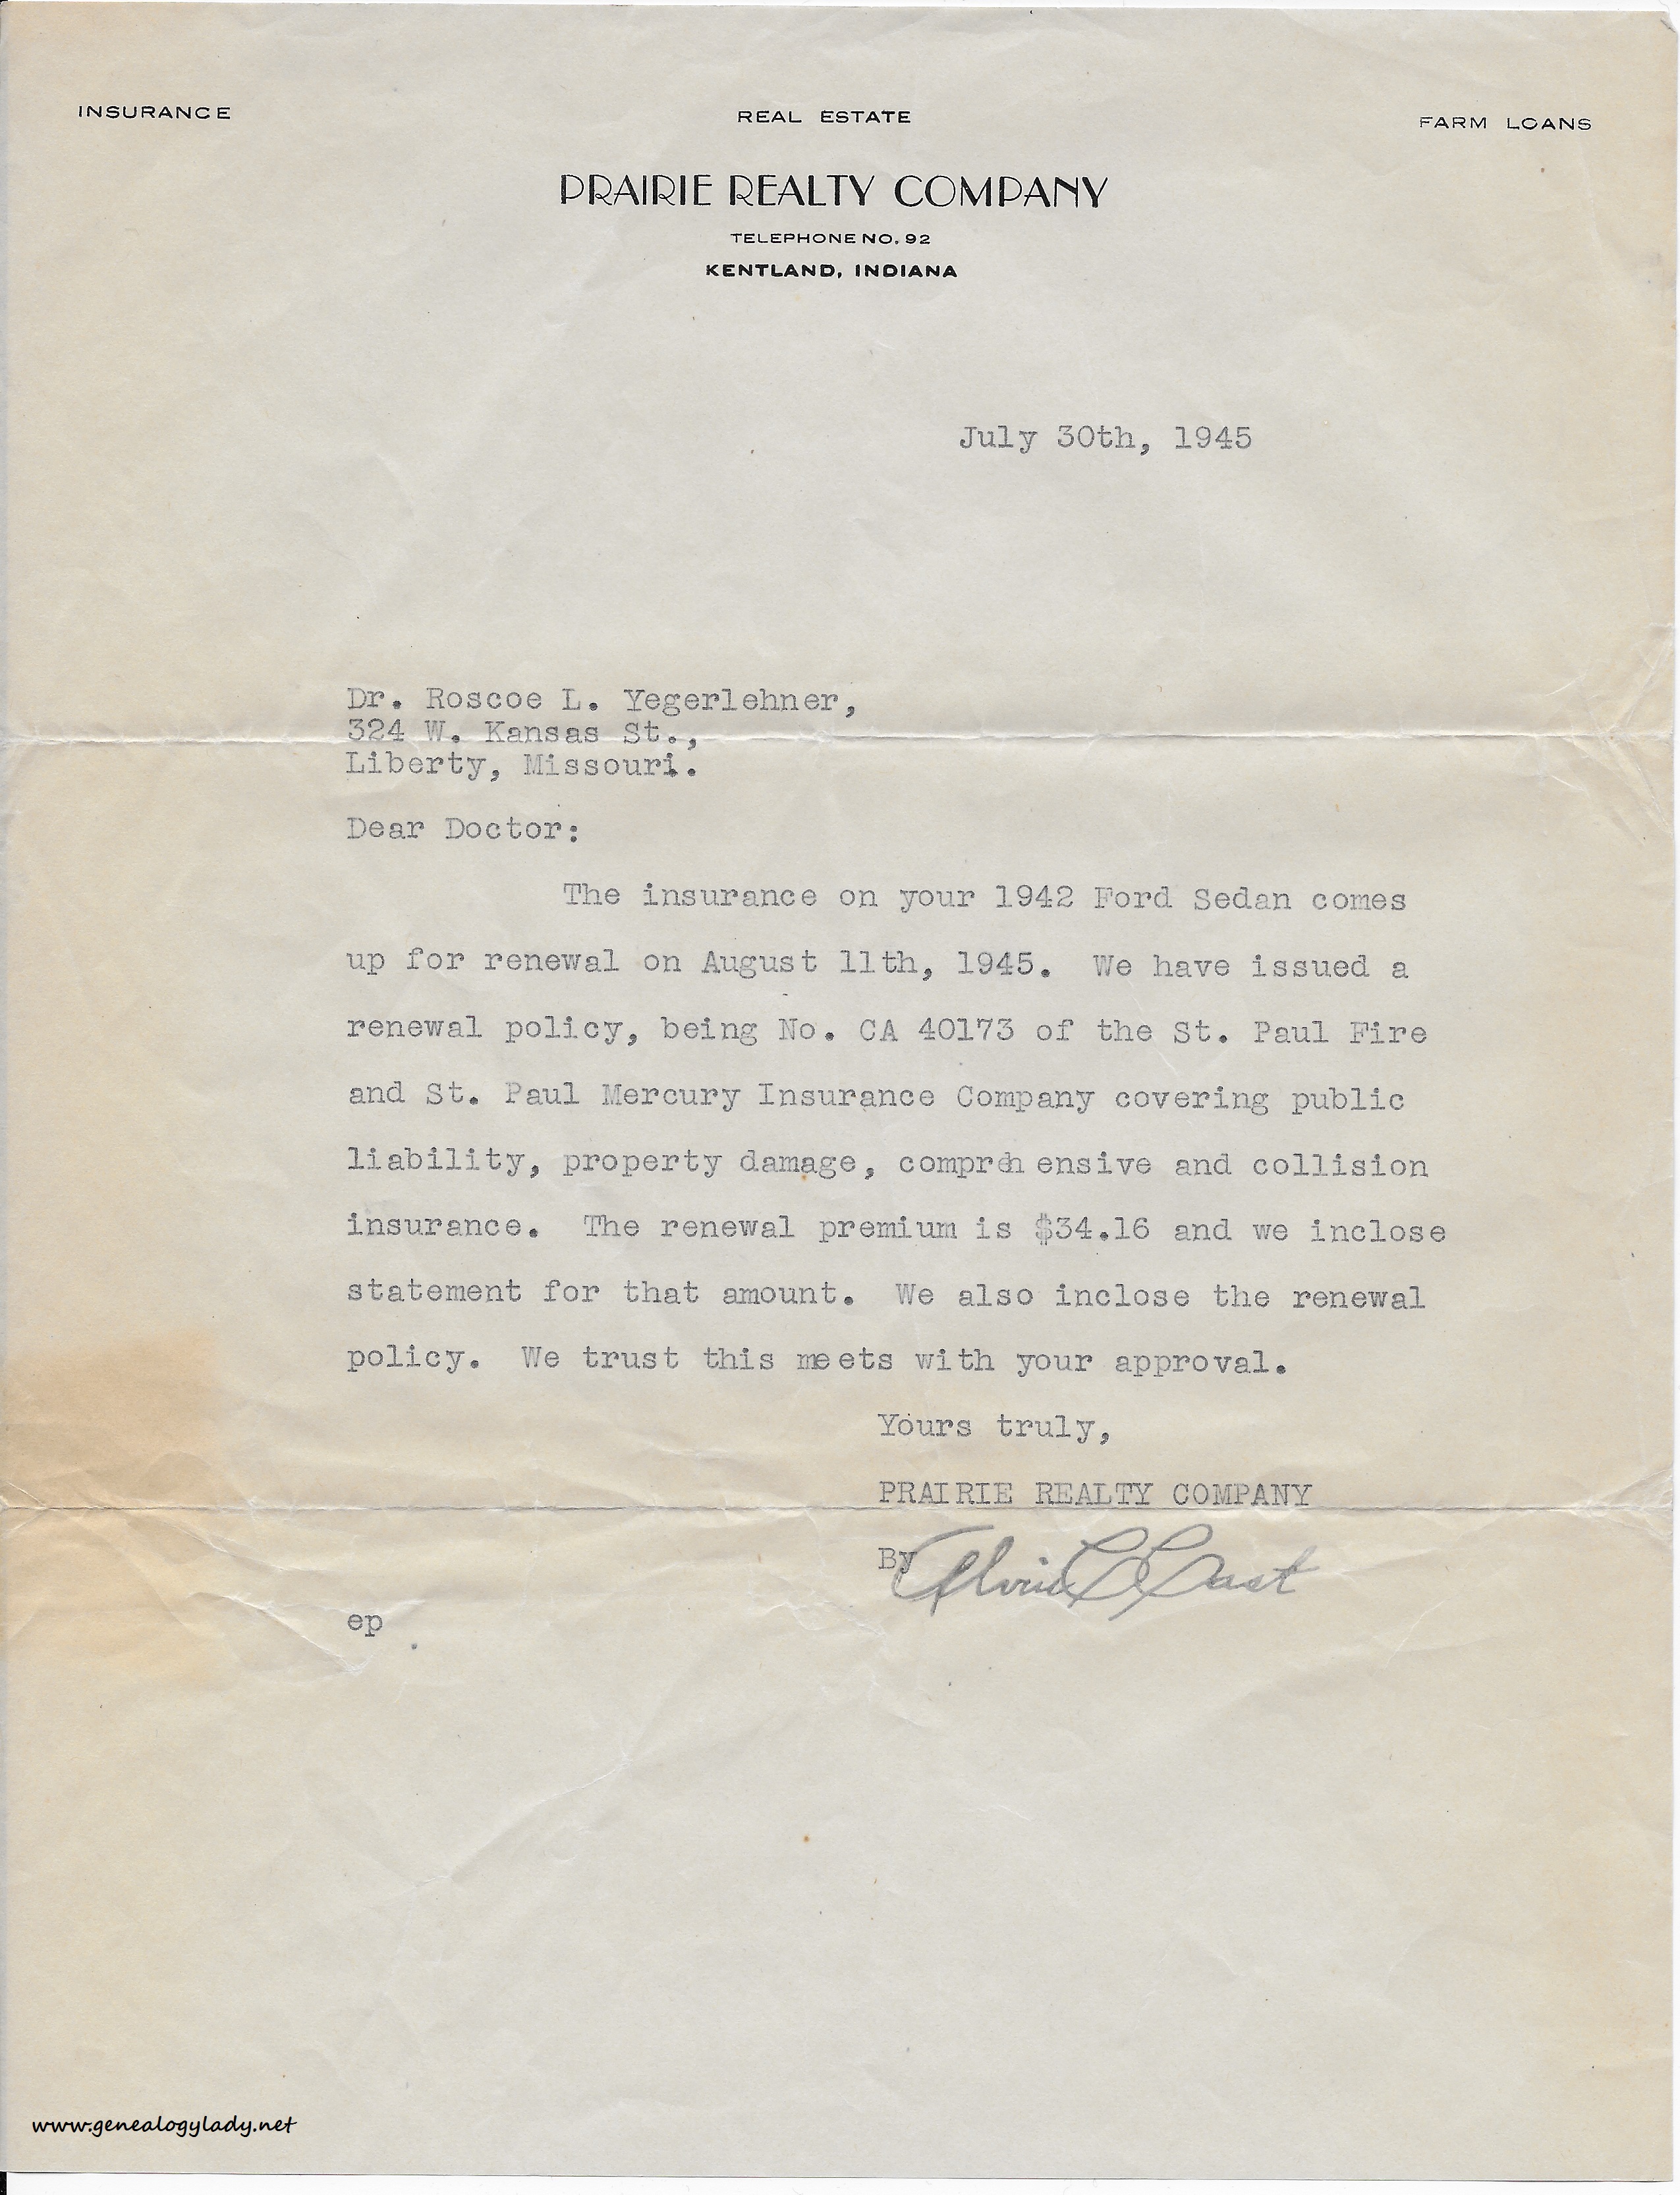 INSURANCE REAL ESTATE FARM LOANS
PRAIRIE REALTY COMPANY
TELEPHONE NO. 92
KENTLAND, INDIANA
July 30th, 1945
Dr. Roscoe L. Yegerlehner,
324 W. Kansas St.,
Liberty, Missouri.
Dear Doctor:
The insurance on your 1942 Ford Sedan comes
up for renewal on August 11th, 1945. We have issued a
renewal policy, being No. CA 40173 of the St. Paul Fire
and St. Paul Mercury Insurance Company covering public
liability, property damage, comprehensive and collision
insurance. The renewal premium is $34.16 and we inclose
statement for that amount. We also inclose the renewal
policy. We trust this meets with your approval.
Yours truly,
PRAIRIE REALTY COMPANY
By
ep
www.genealogylady.net